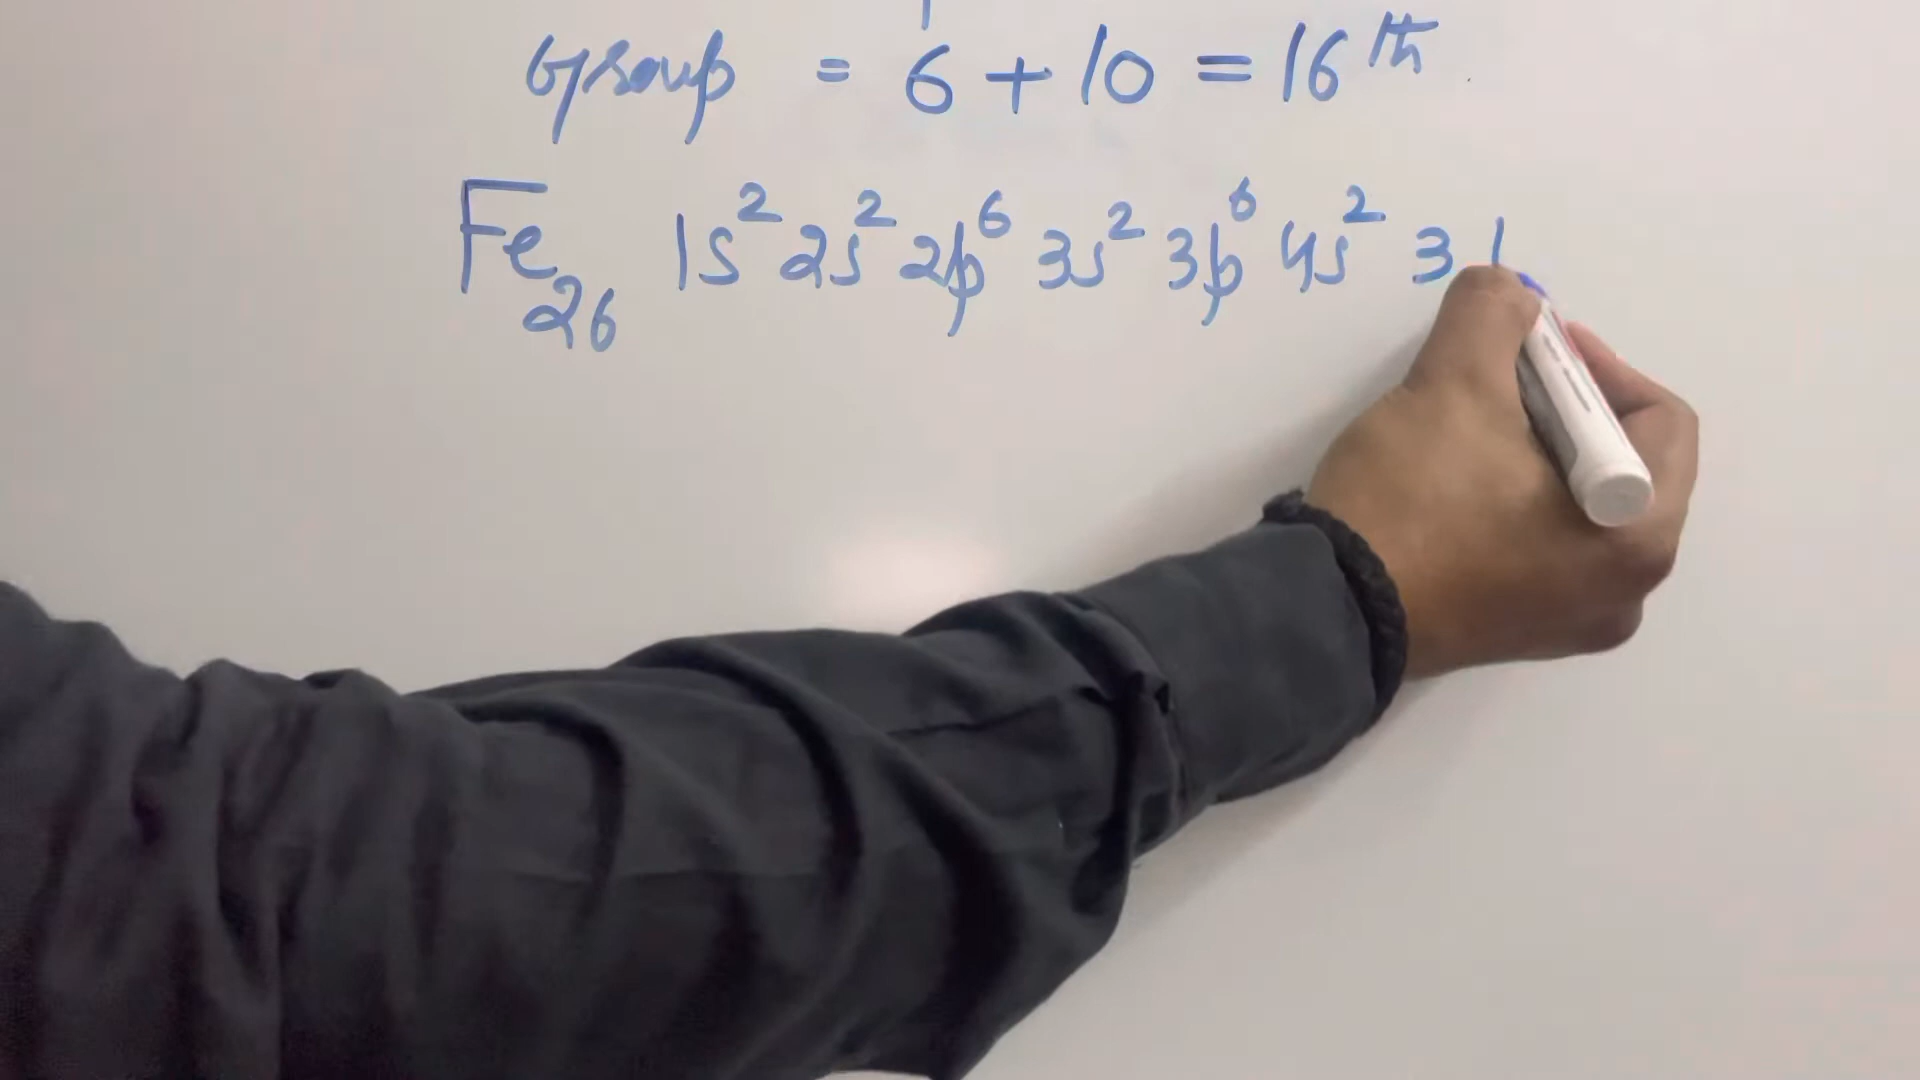 Group = 6 + 10 = 16th
Fe26 1s² 2s² 2p⁶ 3s² 3p⁶ 4s² 3